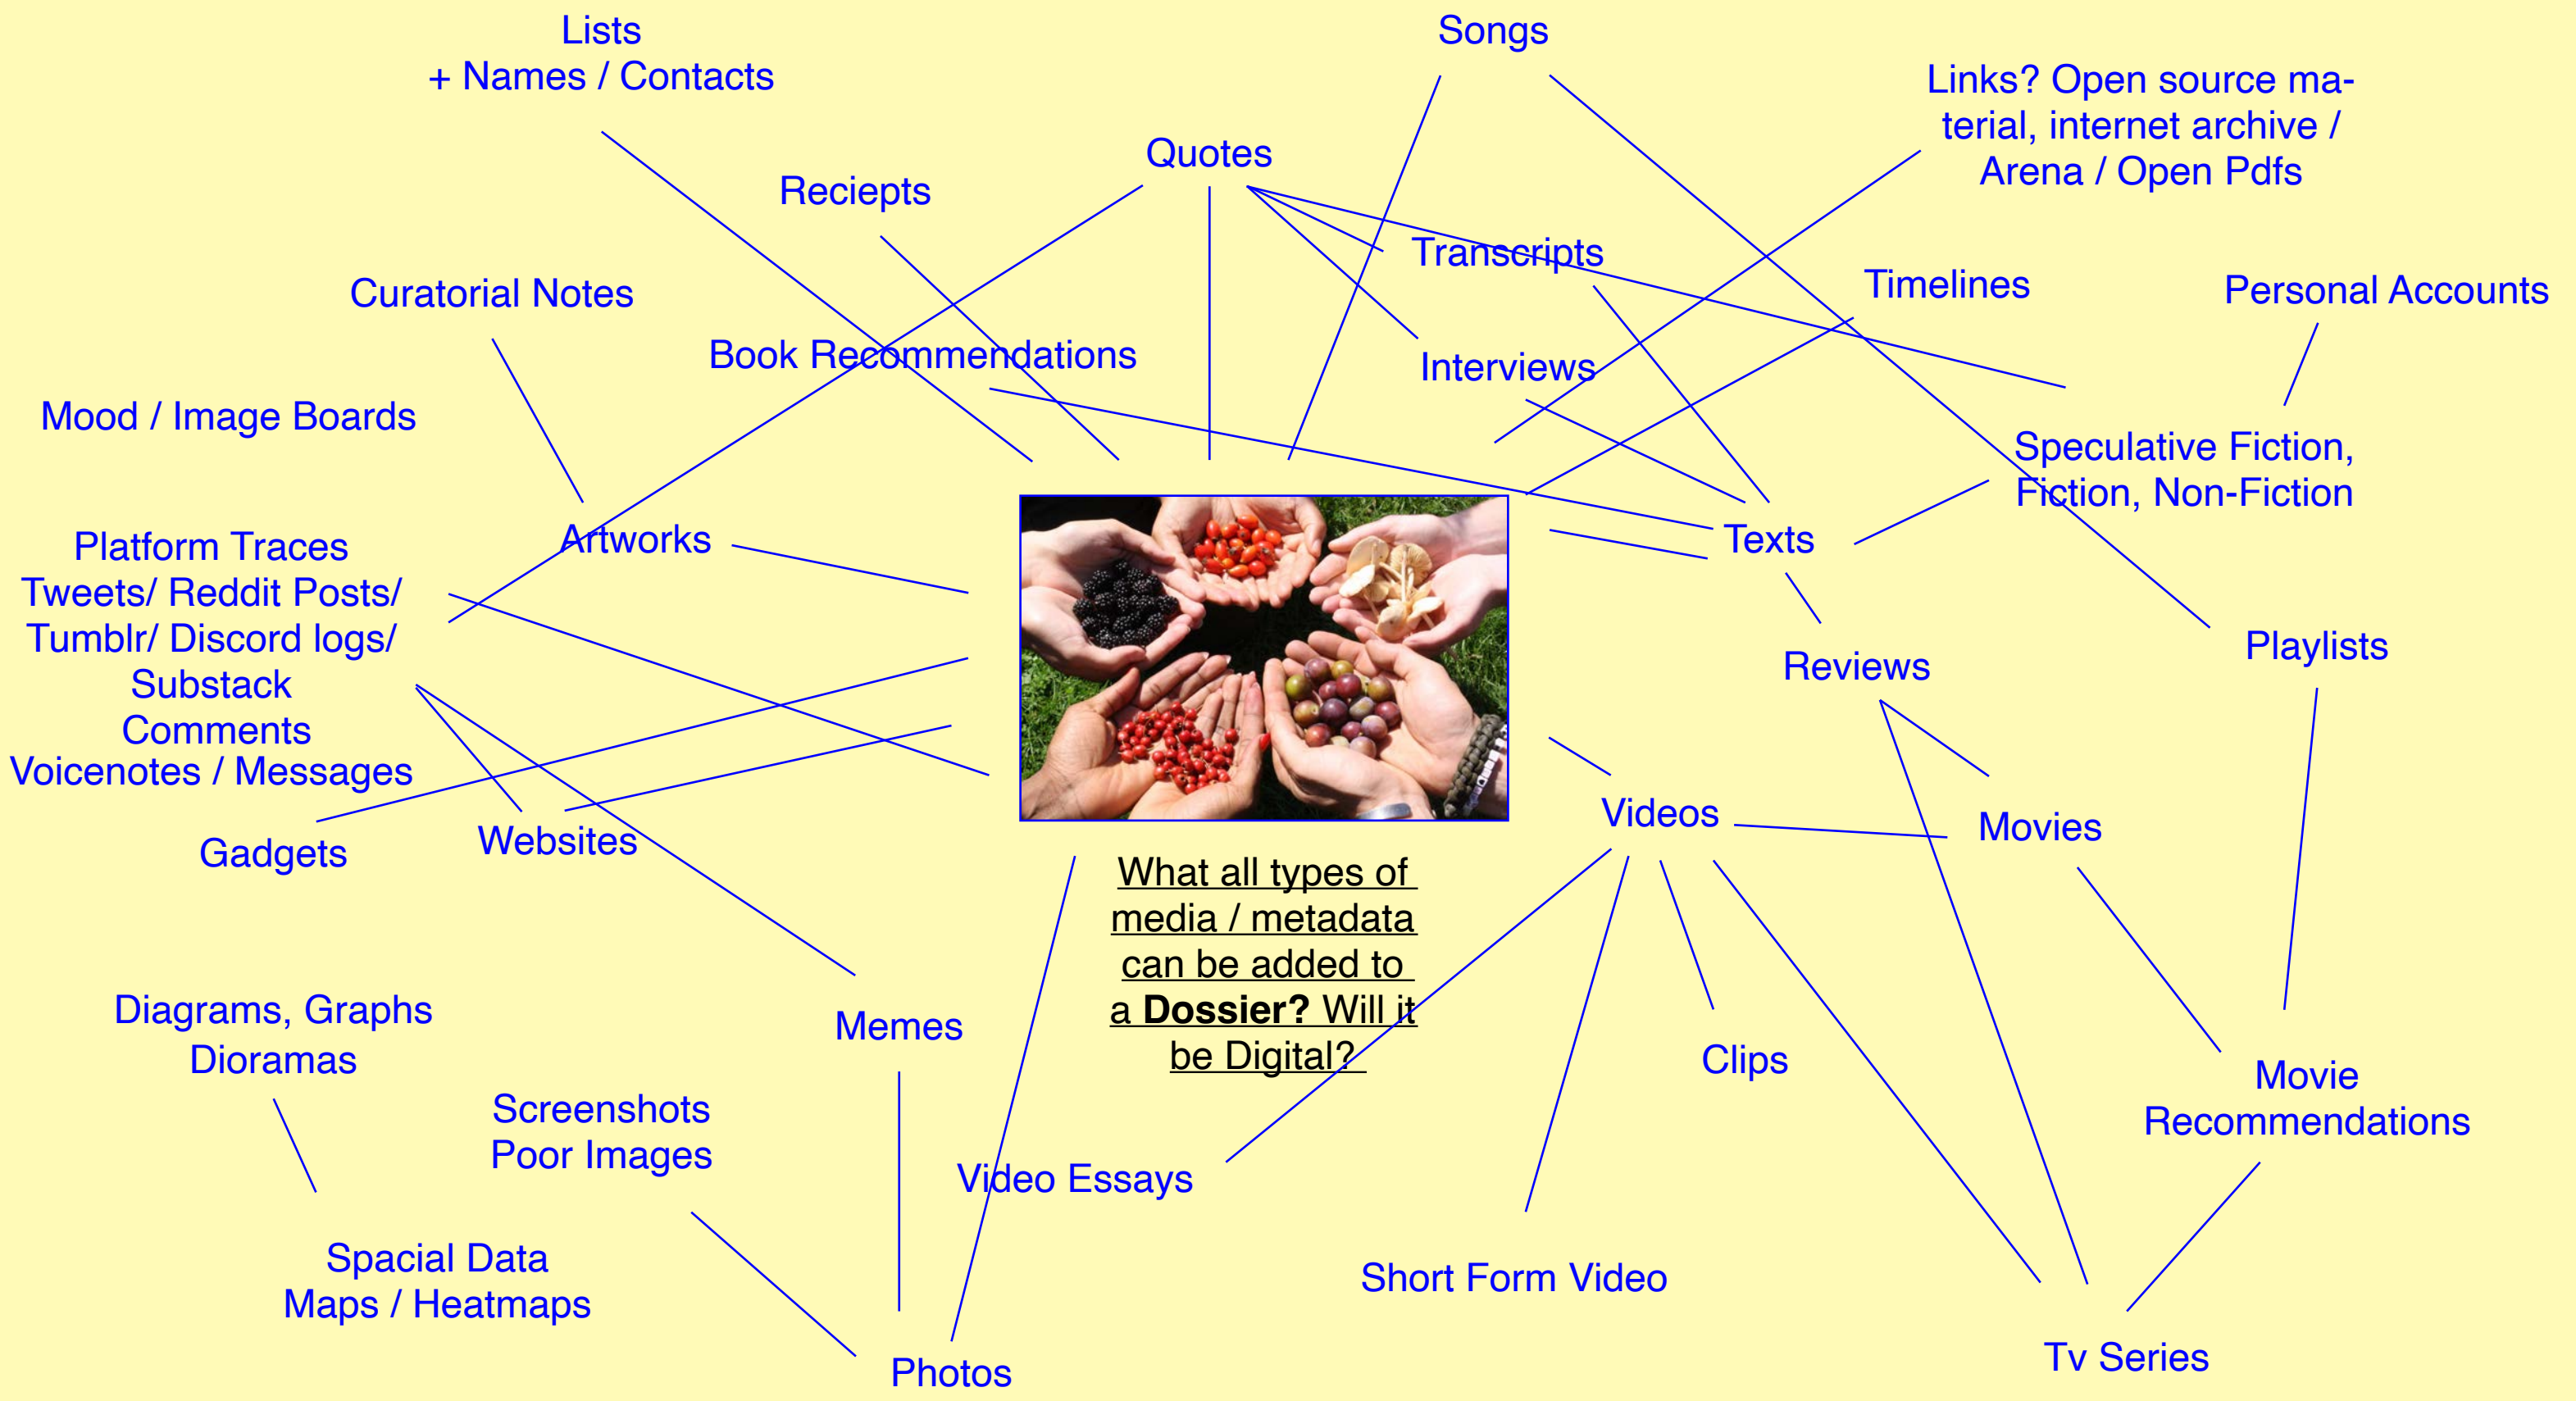 Lists
+ Names / Contacts
Songs
Links? Open source ma-
terial, internet archive /
Arena / Open Pdfs
Quotes
Reciepts
Transcripts
Timelines
Personal Accounts
Curatorial Notes
Book Recommendations
Interviews
Mood / Image Boards
Speculative Fiction,
Fiction, Non-Fiction
Platform Traces
Tweets/ Reddit Posts/
Tumblr/ Discord logs/
Substack
Comments
Voicenotes / Messages
Artworks
Texts
Reviews
Playlists
Gadgets
Websites
Videos
Movies
What all types of
media / metadata
can be added to
a Dossier? Will it
be Digital?
Diagrams, Graphs
Dioramas
Memes
Clips
Movie
Recommendations
Screenshots
Poor Images
Video Essays
Spacial Data
Maps / Heatmaps
Short Form Video
Photos
Tv Series